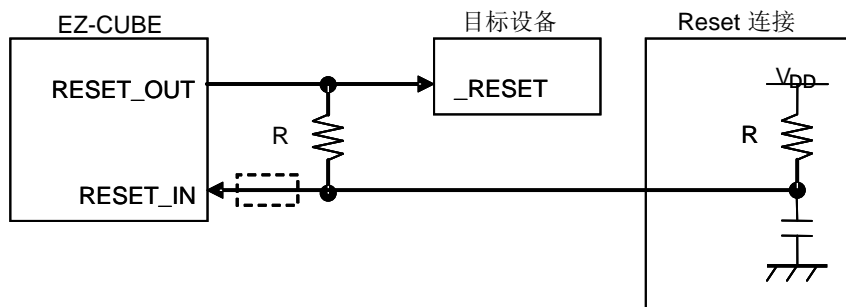 EZ-CUBE
目标设备
Reset 连接
RESET_OUT
_RESET
VDD
R
R
RESET_IN